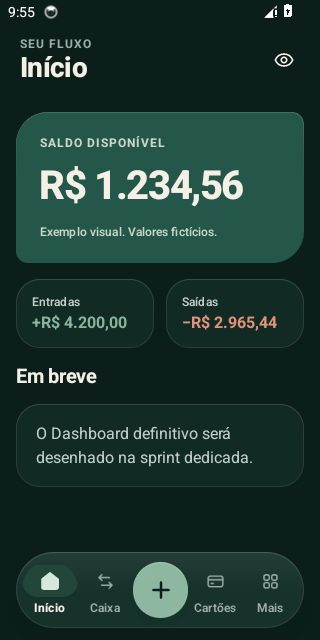 9:55
SEU FLUXO
Início
SALDO DISPONÍVEL
R$ 1.234,56
Exemplo visual. Valores fictícios.
Entradas
+R$ 4.200,00
Saídas
−R$ 2.965,44
Em breve
O Dashboard definitivo será
desenhado na sprint dedicada.
Início
Caixa
Cartões
Mais